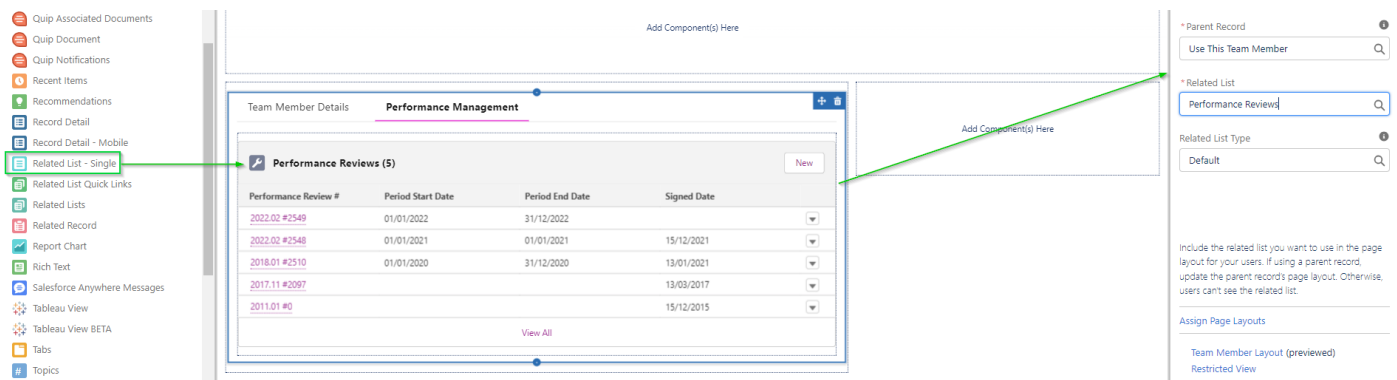 Quip Associated Documents
Quip Document
Quip Notifications
Recent Items
Recommendations
Record Detail
Record Detail - Mobile
Related List - Single
Related List Quick Links
Related Lists
Related Record
Report Chart
Rich Text
Salesforce Anywhere Messages
Tableau View
Tableau View BETA
Tabs
# Topics
Add Component(s) Here
Team Member Details Performance Management
Performance Reviews (5) New
Performance Review # Period Start Date Period End Date Signed Date
2022.02 #2549 01/01/2022 31/12/2022
2022.02 #2548 01/01/2021 01/01/2021 15/12/2021
2018.01 #2510 01/01/2020 31/12/2020 13/01/2021
2017.11 #2097 13/03/2017
2011.01 #0 15/12/2015
View All
Add Component(s) Here
*Parent Record
Use This Team Member
*Related List
Performance Reviews
Related List Type
Default
Include the related list you want to use in the page
layout for your users. If using a parent record,
update the parent record's page layout. Otherwise,
users can't see the related list.
Assign Page Layouts
Team Member Layout (previewed)
Restricted View